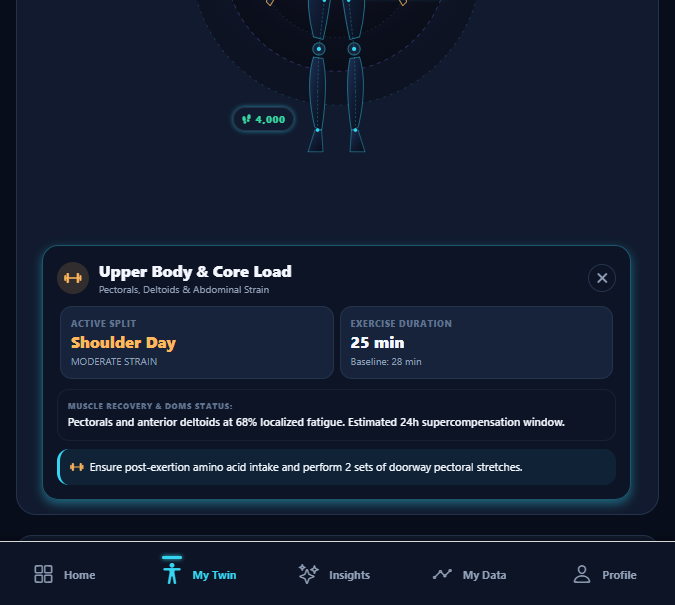 4,000
Upper Body & Core Load
Pectorals, Deltoids & Abdominal Strain
ACTIVE SPLIT
Shoulder Day
MODERATE STRAIN
EXERCISE DURATION
25 min
Baseline: 28 min
MUSCLE RECOVERY & DOMS STATUS:
Pectorals and anterior deltoids at 68% localized fatigue. Estimated 24h supercompensation window.
Ensure post-exertion amino acid intake and perform 2 sets of doorway pectoral stretches.
Home
My Twin
Insights
My Data
Profile